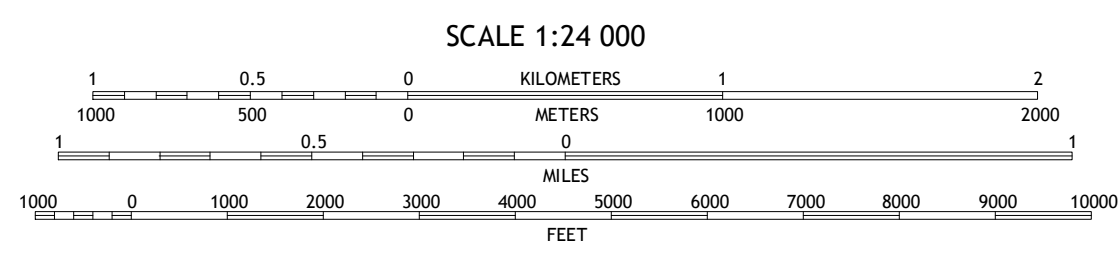 SCALE 1:24 000
1 0.5 0 KILOMETERS 1 2
1000 500 0 METERS 1000 2000
1 0.5 0 1
MILES
1000 0 1000 2000 3000 4000 5000 6000 7000 8000 9000 10000
FEET